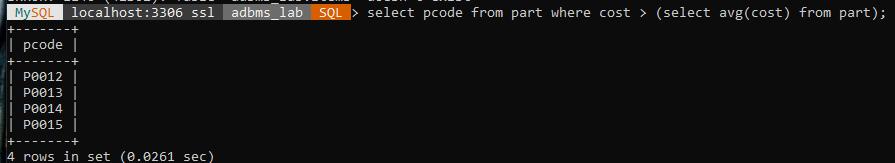 MySQL localhost:3306 ssl adbms_lab SQL > select pcode from part where cost > (select avg(cost) from part);
+-------+
| pcode |
+-------+
| P0012 |
| P0013 |
| P0014 |
| P0015 |
+-------+
4 rows in set (0.0261 sec)